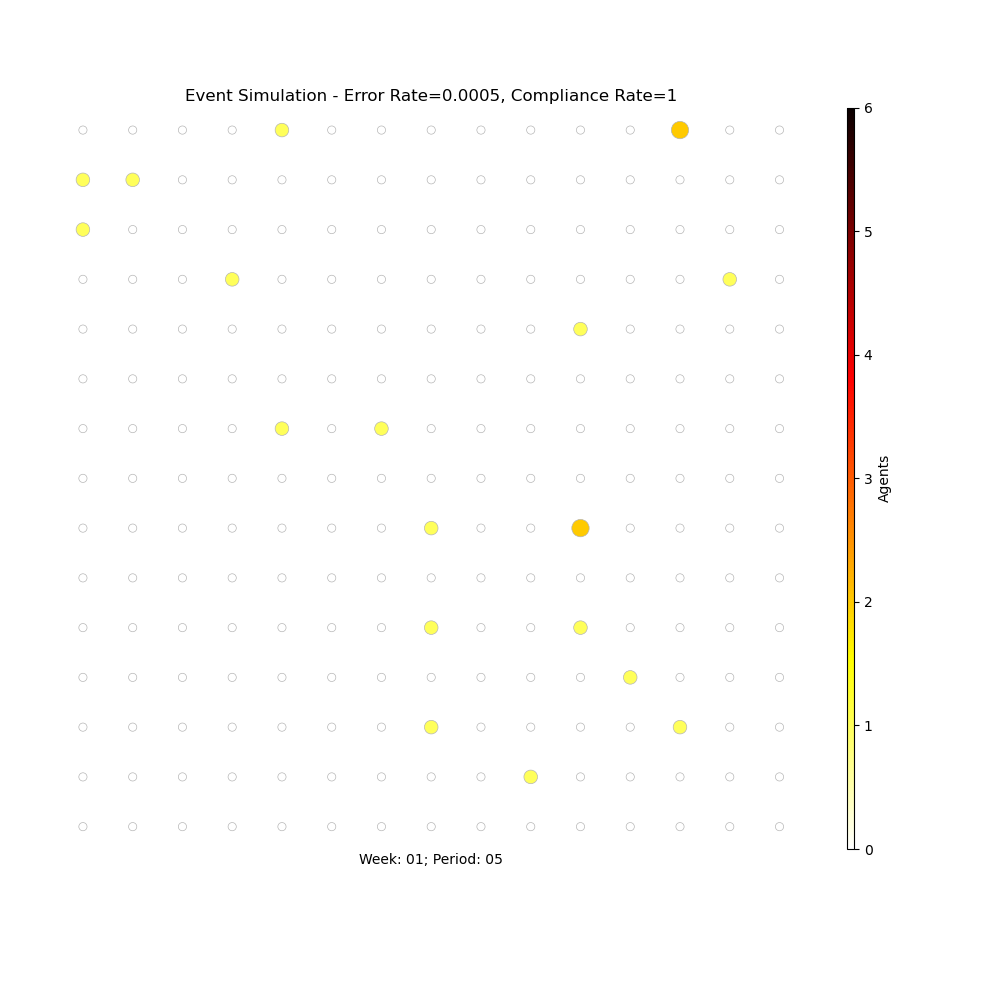 Event Simulation - Error Rate=0.0005, Compliance Rate=1
6
5
4
3
2
1
0
Agents
Week: 01; Period: 05